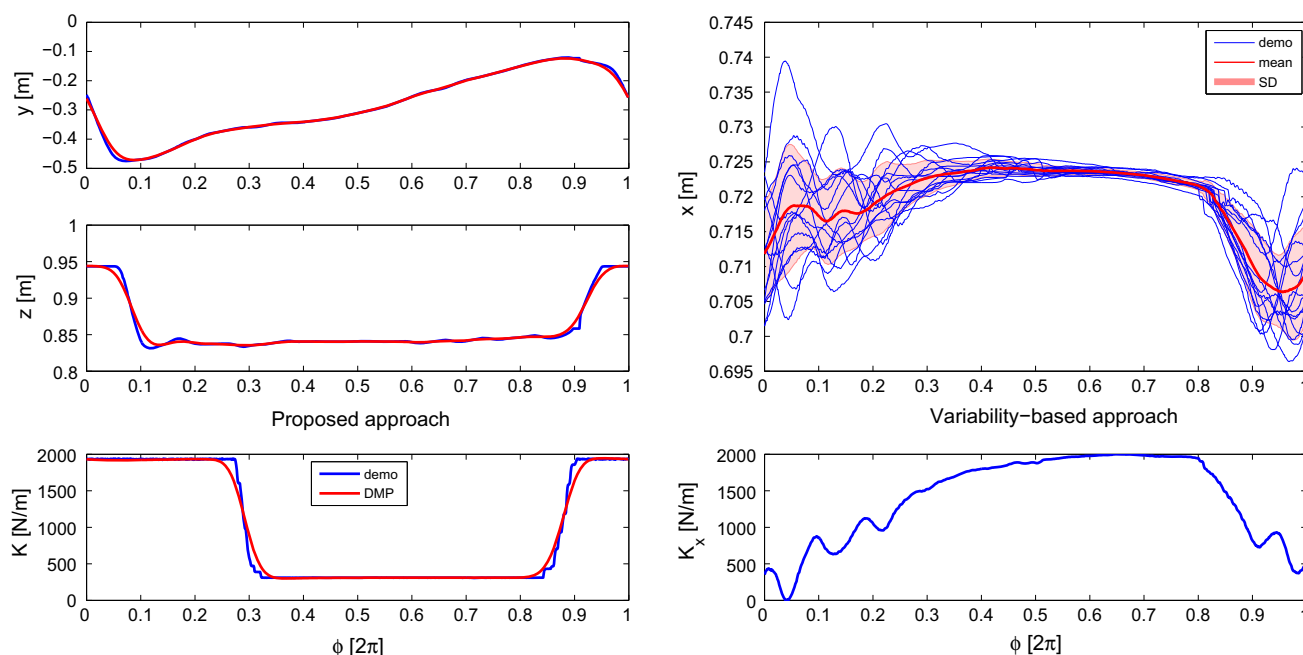 0
−0.1
−0.2
−0.3
−0.4
−0.5
y [m]
0 0.1 0.2 0.3 0.4 0.5 0.6 0.7 0.8 0.9 1
1
0.95
0.9
0.85
0.8
z [m]
0 0.1 0.2 0.3 0.4 0.5 0.6 0.7 0.8 0.9 1
Proposed approach
2000
1500
1000
500
0
K [N/m]
demo
DMP
0 0.1 0.2 0.3 0.4 0.5 0.6 0.7 0.8 0.9 1
ϕ [2π]
0.745
0.74
0.735
0.73
0.725
0.72
0.715
0.71
0.705
0.7
0.695
x [m]
demo
mean
SD
0 0.1 0.2 0.3 0.4 0.5 0.6 0.7 0.8 0.9 1
Variability−based approach
2000
1500
1000
500
0
K_x [N/m]
0 0.1 0.2 0.3 0.4 0.5 0.6 0.7 0.8 0.9 1
ϕ [2π]